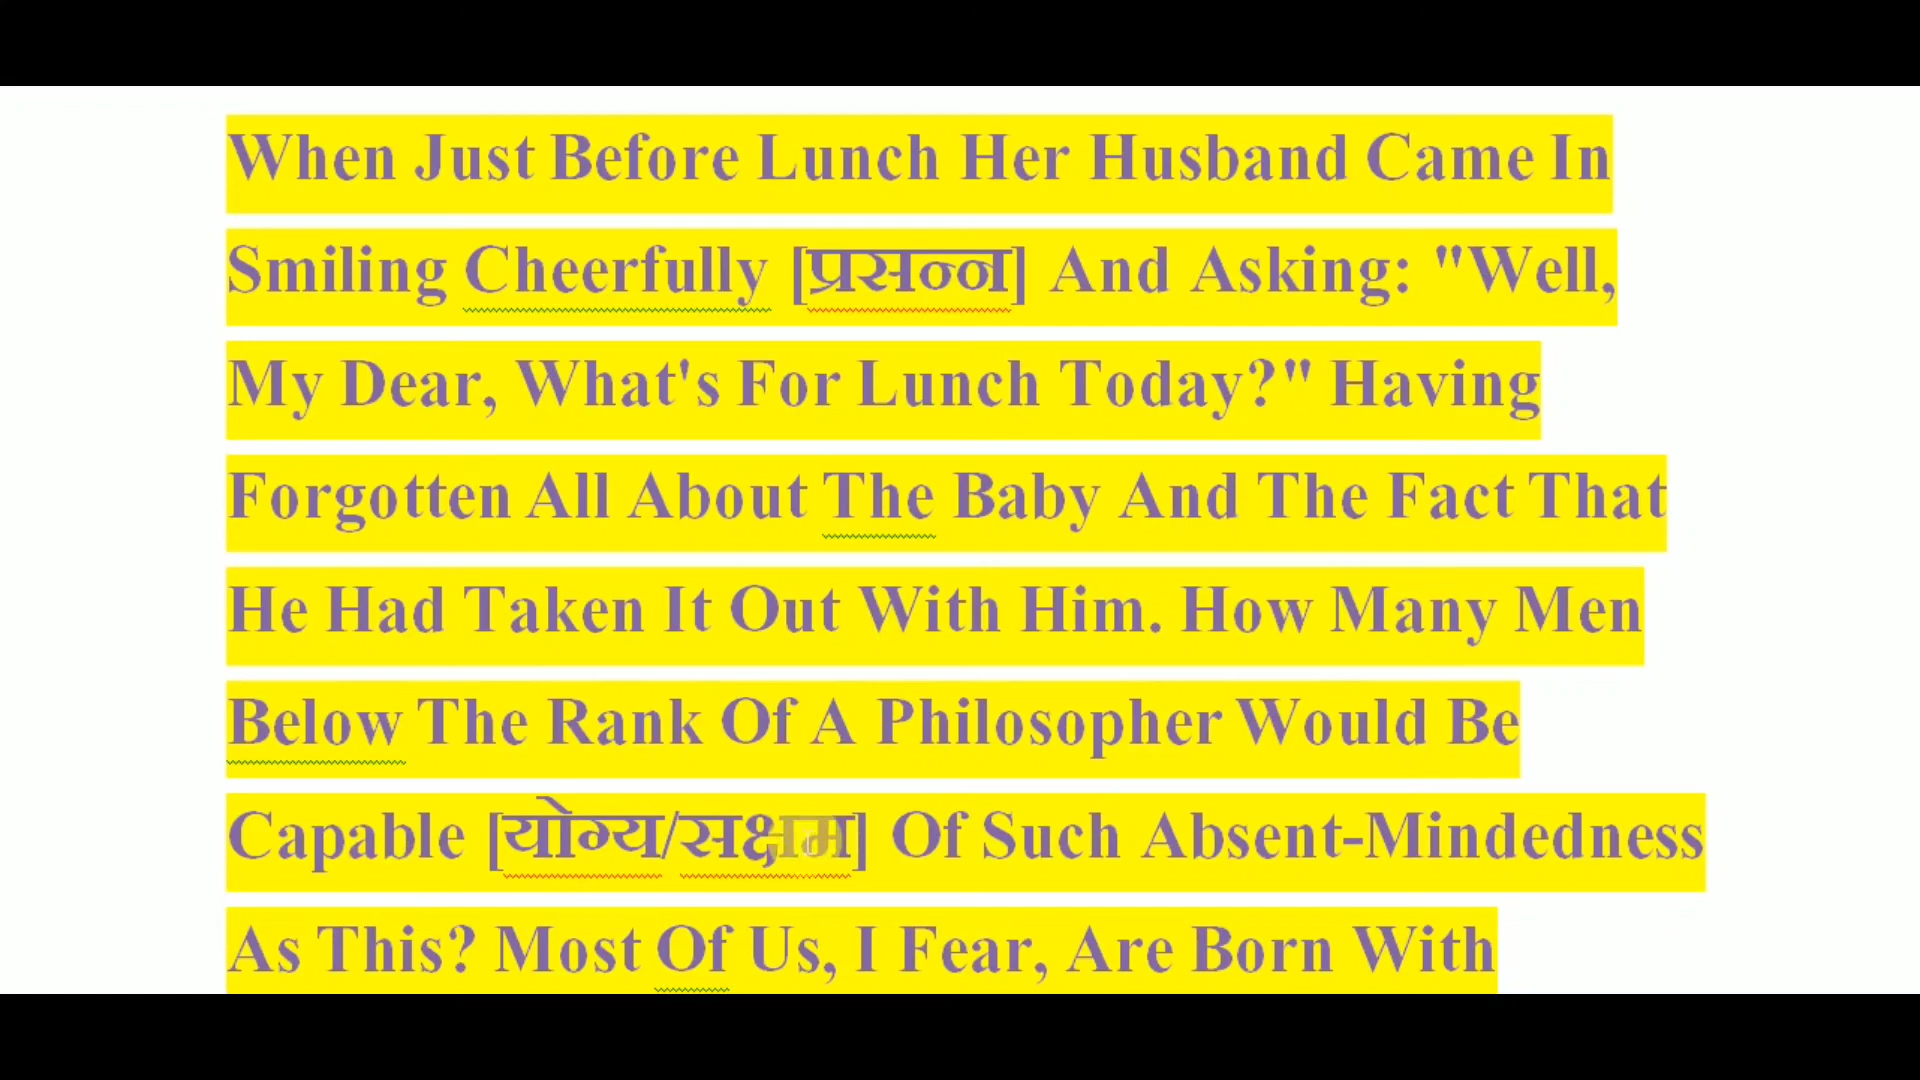 When Just Before Lunch Her Husband Came In
Smiling Cheerfully [प्रसन्न] And Asking: "Well,
My Dear, What's For Lunch Today?" Having
Forgotten All About The Baby And The Fact That
He Had Taken It Out With Him. How Many Men
Below The Rank Of A Philosopher Would Be
Capable [योग्य/सक्षम] Of Such Absent-Mindedness
As This? Most Of Us, I Fear, Are Born With